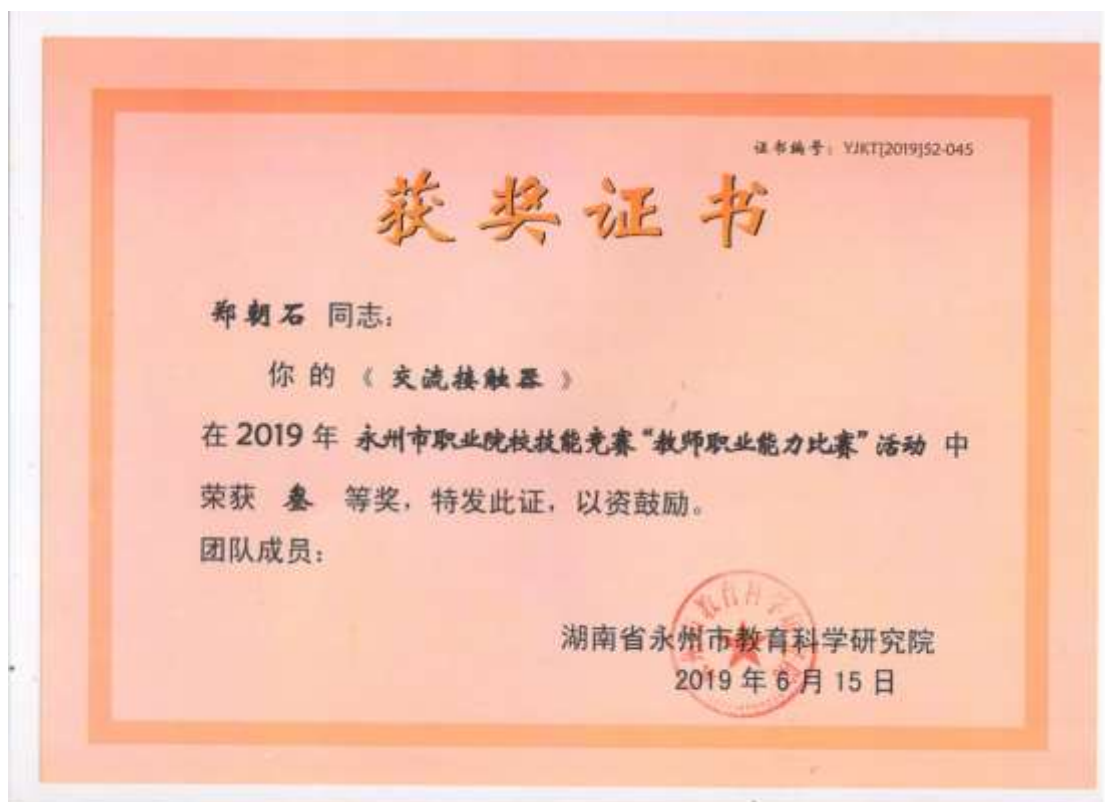 证书编号：YJKT[2019]52-045
获奖证书
郑朝石 同志：
你的《交流接触器》
在 2019 年 永州市职业院校技能竞赛“教师职业能力比赛”活动 中
荣获 叁 等奖，特发此证，以资鼓励。
团队成员：
湖南省永州市教育科学研究院
2019 年 6 月 15 日